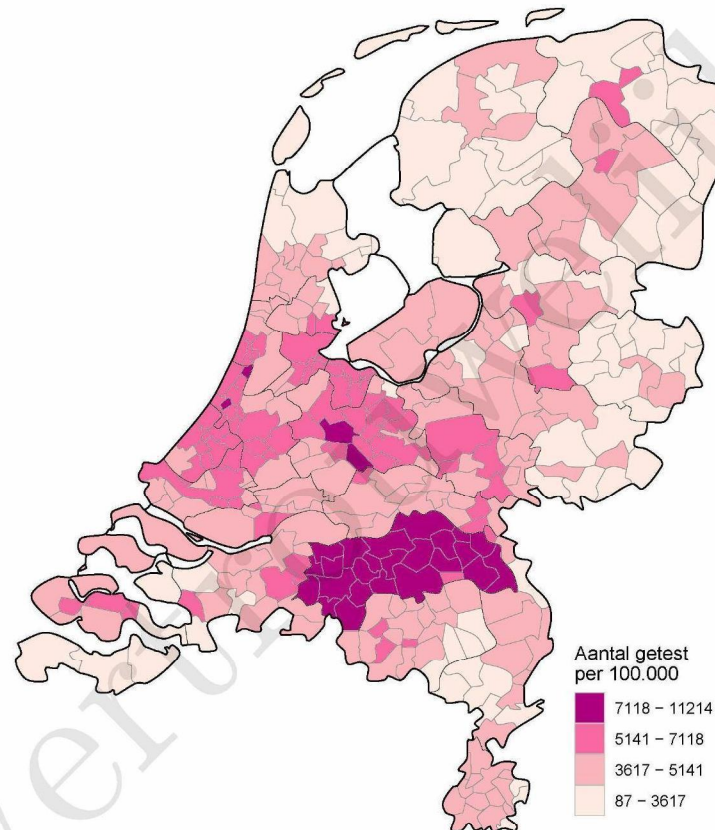 Aantal getest
per 100.000
7118 – 11214
5141 – 7118
3617 – 5141
87 – 3617